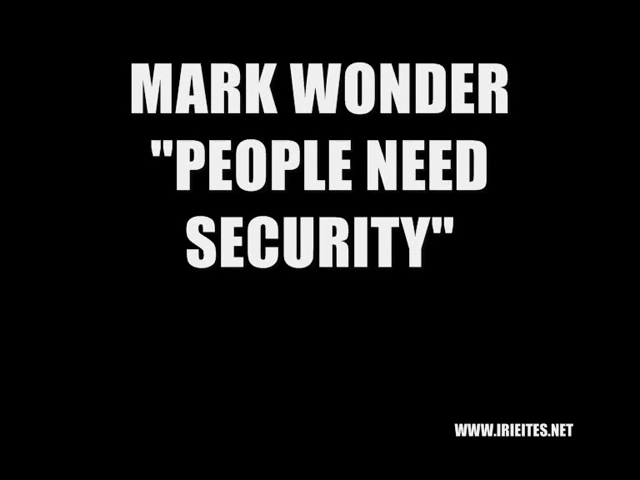 MARK WONDER
"PEOPLE NEED
SECURITY"
WWW.IRIEITES.NET